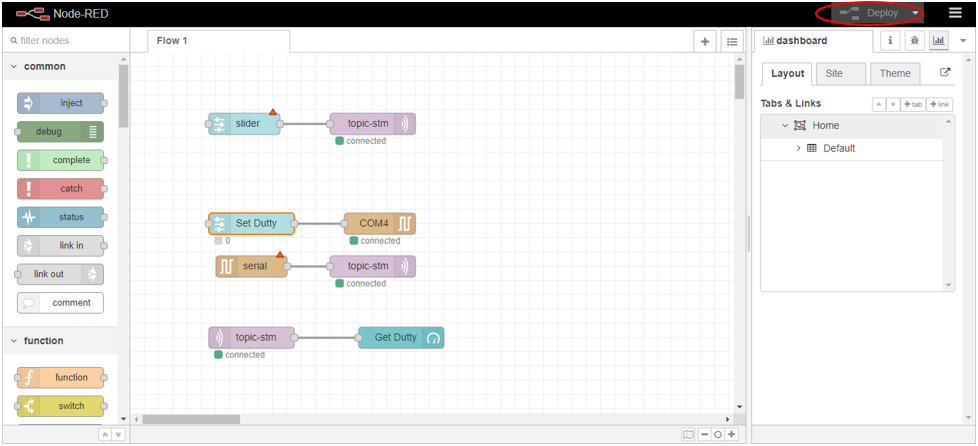 Node-RED
Deploy
filter nodes
Flow 1
dashboard
i
common
Layout
Site
Theme
inject
Tabs & Links
tab
link
debug
slider
topic-stm
Home
connected
complete
Default
catch
status
Set Dutty
COM4
0
connected
link in
serial
topic-stm
link out
connected
comment
topic-stm
Get Dutty
function
connected
function
switch